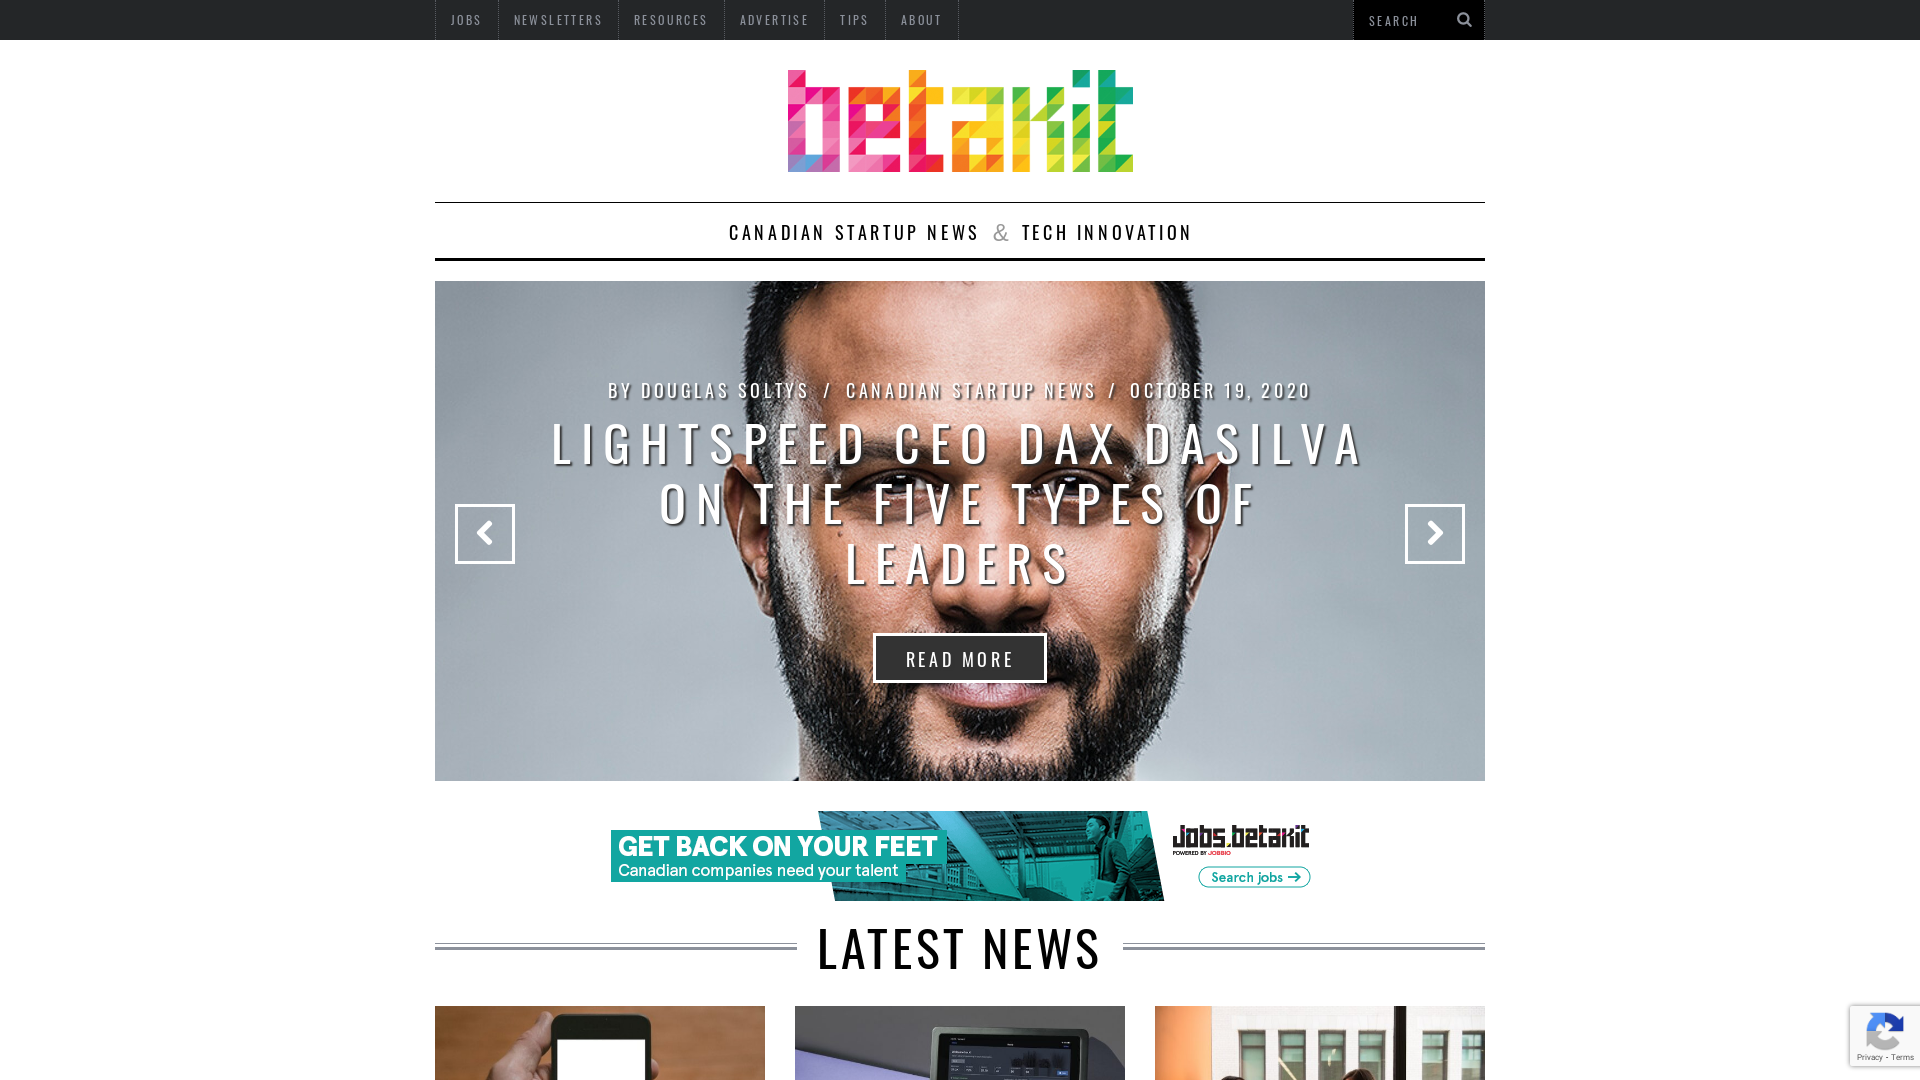 JOBS NEWSLETTERS RESOURCES ADVERTISE TIPS ABOUT SEARCH
betakit
CANADIAN STARTUP NEWS & TECH INNOVATION
BY DOUGLAS SOLTYS / CANADIAN STARTUP NEWS / OCTOBER 19, 2020
LIGHTSPEED CEO DAX DASILVA
ON THE FIVE TYPES OF
LEADERS
READ MORE
GET BACK ON YOUR FEET
Canadian companies need your talent
Jobs.betakit
POWERED BY JOBBIO
Search jobs →
LATEST NEWS
Privacy - Terms